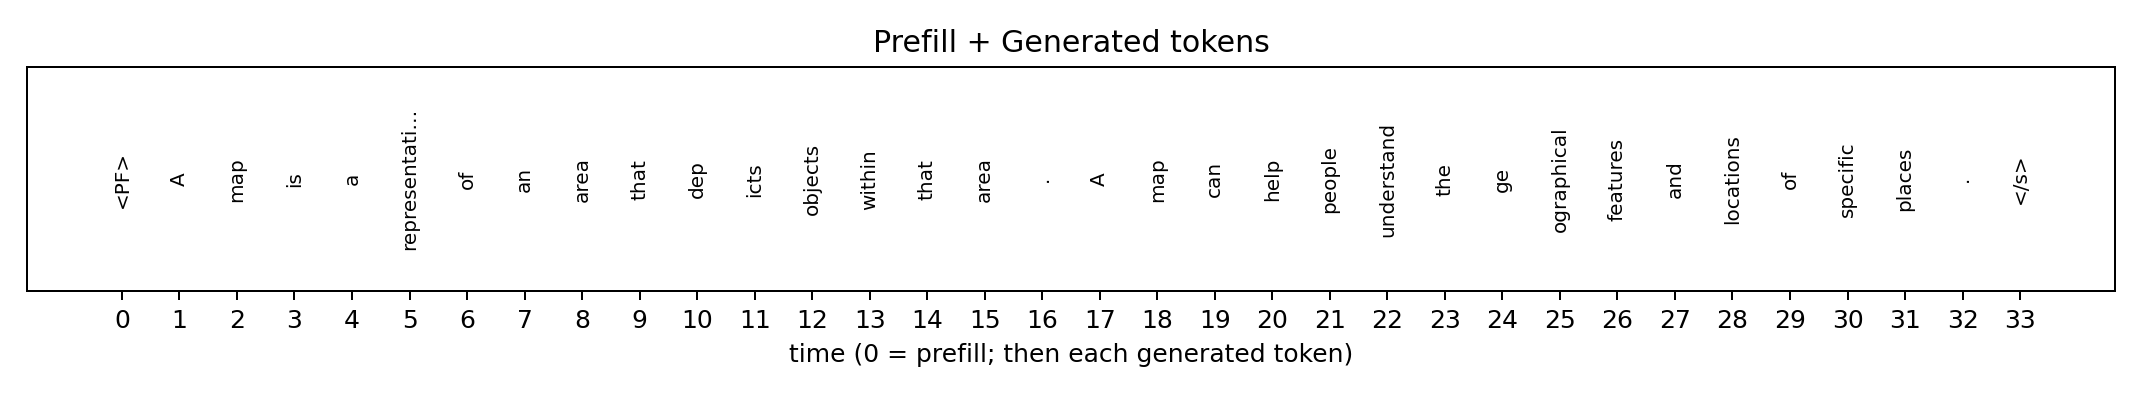 Prefill + Generated tokens
<PF> A map is a representati... of an area that dep icts objects within that area . A map can help people understand the ge ographical features and locations of specific places . </s>
0 1 2 3 4 5 6 7 8 9 10 11 12 13 14 15 16 17 18 19 20 21 22 23 24 25 26 27 28 29 30 31 32 33
time (0 = prefill; then each generated token)